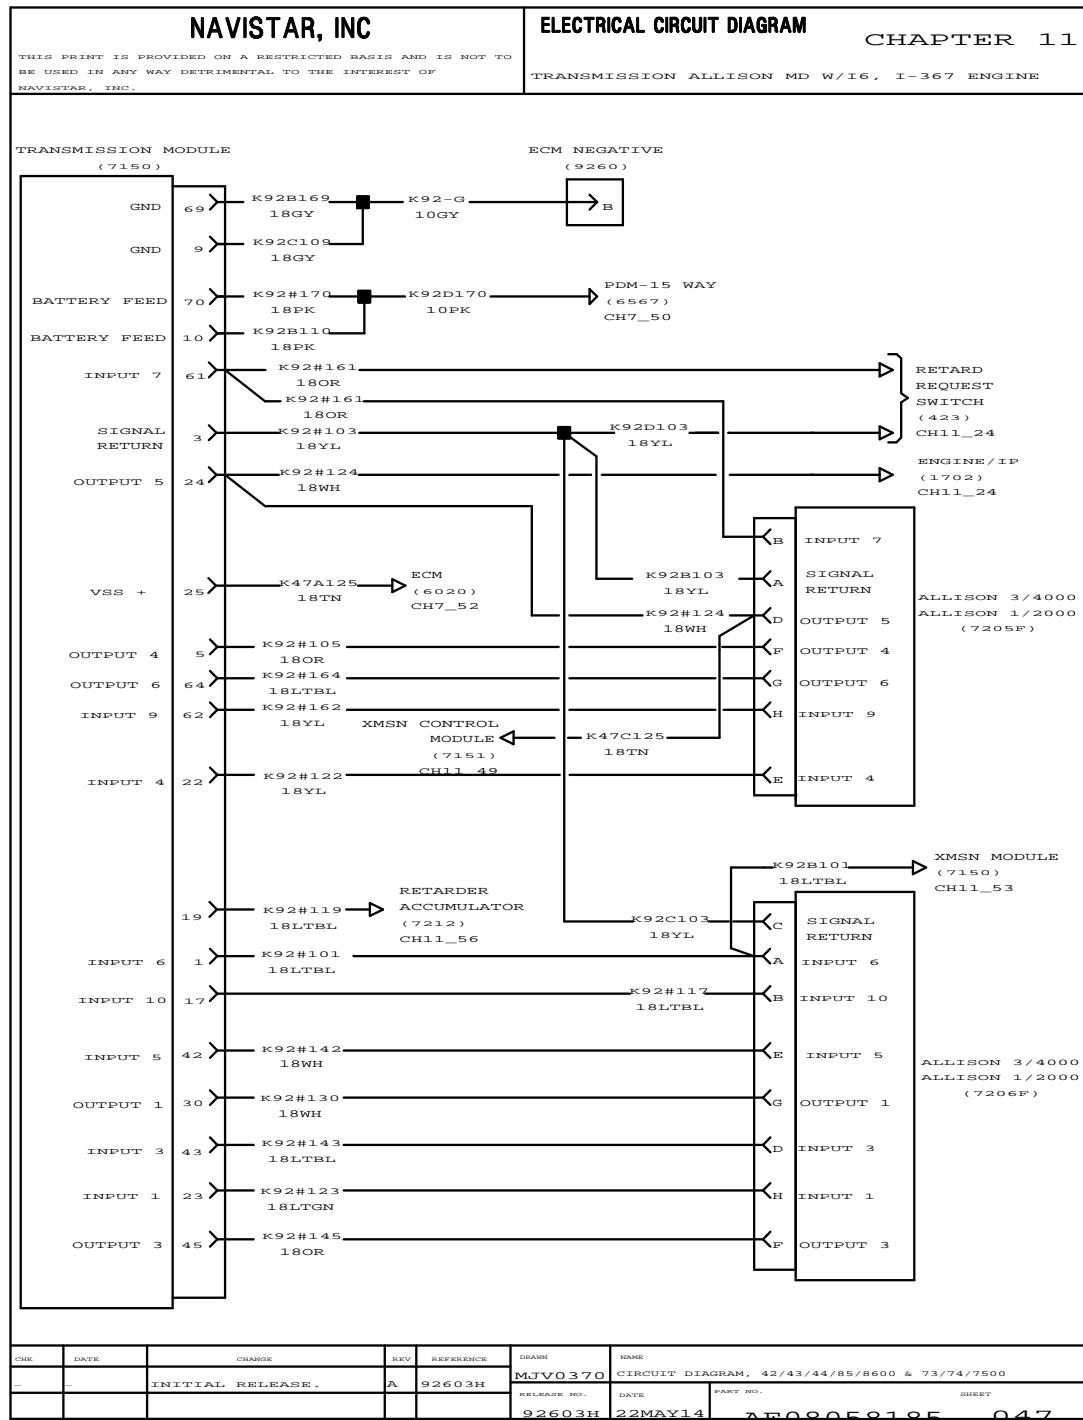 NAVISTAR, INC
THIS PRINT IS PROVIDED ON A RESTRICTED BASIS AND IS NOT TO
BE USED IN ANY WAY DETRIMENTAL TO THE INTEREST OF
NAVISTAR, INC.
ELECTRICAL CIRCUIT DIAGRAM
CHAPTER 11
TRANSMISSION ALLISON MD W/I6, I-367 ENGINE
TRANSMISSION MODULE
(7150)
ECM NEGATIVE
(9260)
GND 69 K92B169 K92-G B
18GY 10GY
GND 9 K92C109
18GY
BATTERY FEED 70 K92#170 K92D170
18PK 10PK
PDM-15 WAY
(6567)
CH7_50
BATTERY FEED 10 K92B110
18PK
INPUT 7 61 K92#161
18OR
K92#161
18OR
RETARD
REQUEST
SWITCH
(423)
CH11_24
SIGNAL
RETURN
3 K92#103 K92D103
18YL 18YL
OUTPUT 5 24 K92#124
18WH
ENGINE/IP
(1702)
CH11_24
B INPUT 7
VSS + 25 K47A125
18TN
ECM
(6020)
CH7_52
K92B103 A SIGNAL
18YL RETURN
K92#124 D OUTPUT 5
18WH
ALLISON 3/4000
ALLISON 1/2000
(7205F)
OUTPUT 4 5 K92#105 F OUTPUT 4
18OR
OUTPUT 6 64 K92#164 G OUTPUT 6
18LTBL
INPUT 9 62 K92#162 H INPUT 9
18YL
XMSN CONTROL
MODULE
(7151)
CH11_49
K47C125
18TN
INPUT 4 22 K92#122 E INPUT 4
18YL
K92B101
18LTBL
XMSN MODULE
(7150)
CH11_53
19 K92#119
18LTBL
RETARDER
ACCUMULATOR
(7212)
CH11_56
K92C103 C SIGNAL
18YL RETURN
INPUT 6 1 K92#101 A INPUT 6
18LTBL
INPUT 10 17 K92#117 B INPUT 10
18LTBL
INPUT 5 42 K92#142 E INPUT 5
18WH
ALLISON 3/4000
ALLISON 1/2000
(7206F)
OUTPUT 1 30 K92#130 G OUTPUT 1
18WH
INPUT 3 43 K92#143 D INPUT 3
18LTBL
INPUT 1 23 K92#123 H INPUT 1
18LTGN
OUTPUT 3 45 K92#145 F OUTPUT 3
18OR
CHK DATE CHANGE REV REFERENCE DRAWN NAME
- - INITIAL RELEASE. A 92603H MJV0370 CIRCUIT DIAGRAM, 42/43/44/85/8600 & 73/74/7500
RELEASE NO. DATE PART NO. SHEET
92603H 22MAY14 AF08058185 047